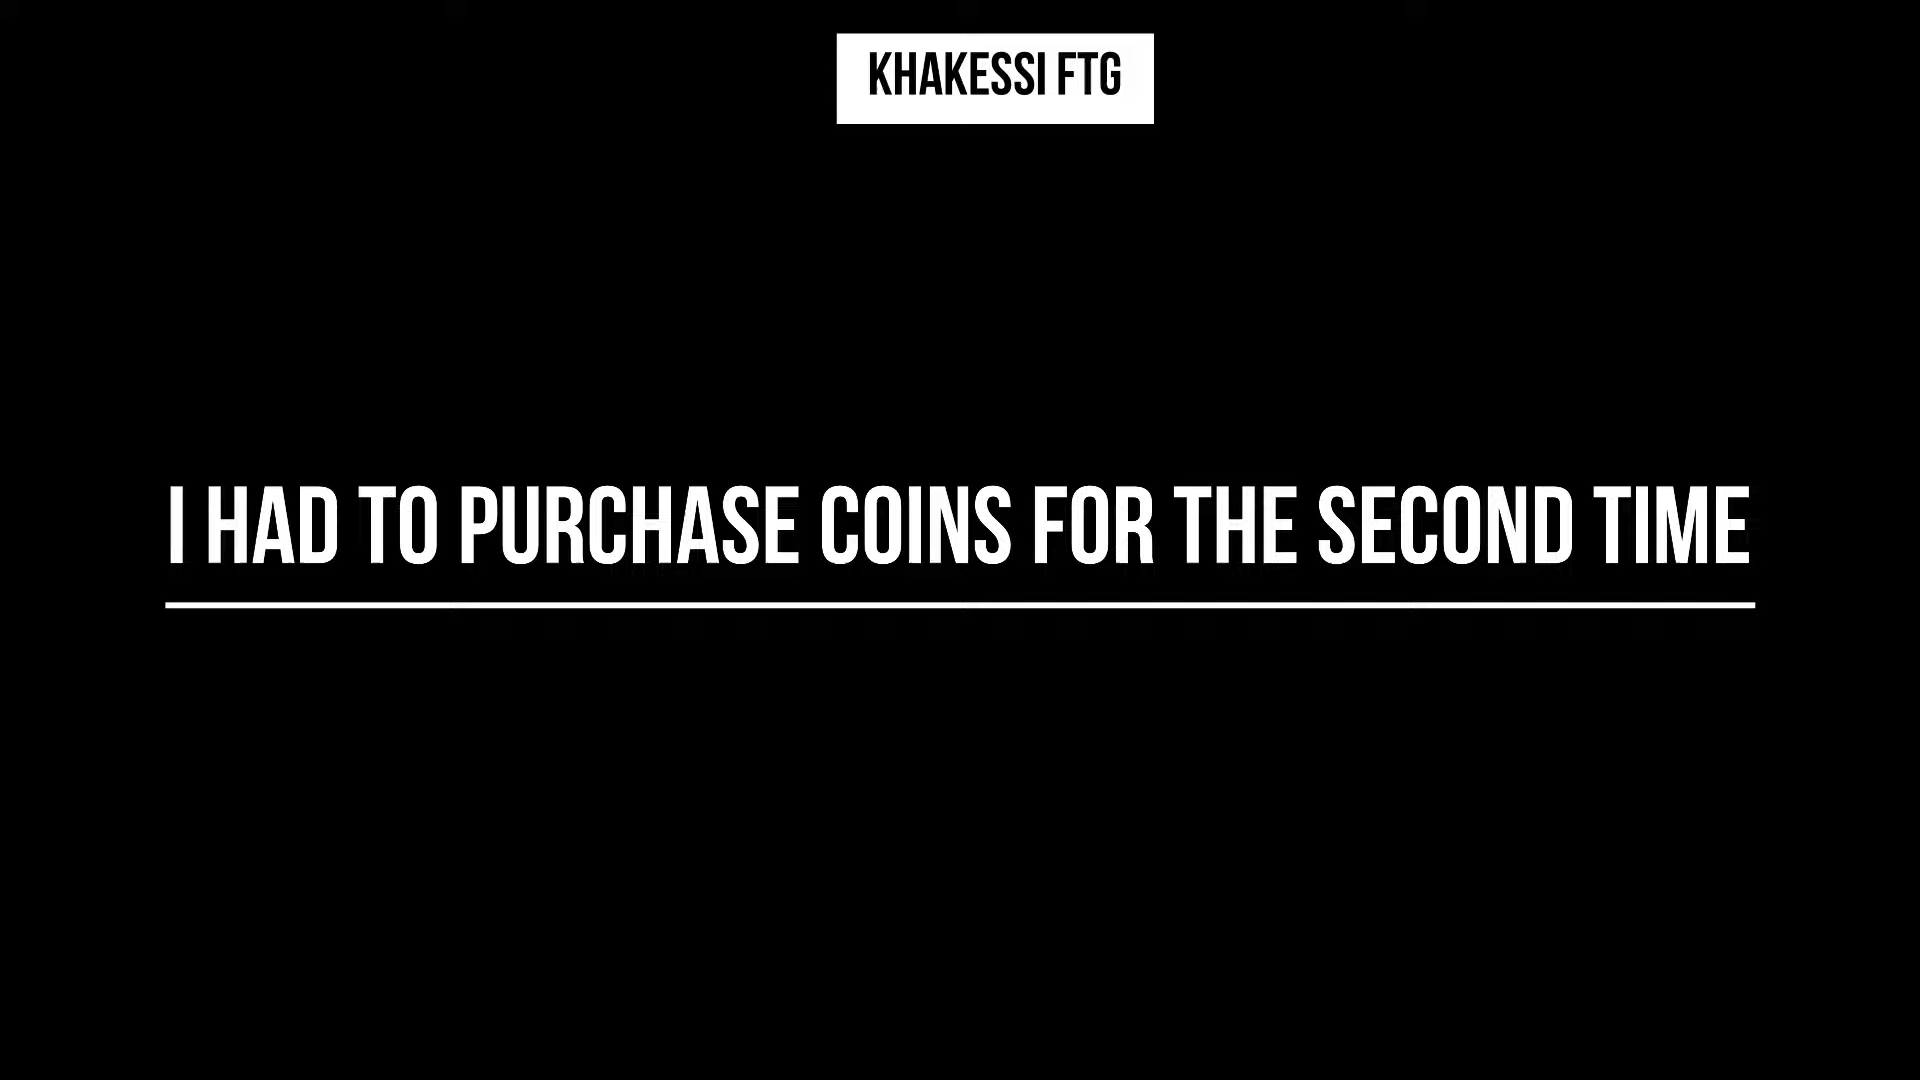 KHAKESSI FTG
I HAD TO PURCHASE COINS FOR THE SECOND TIME